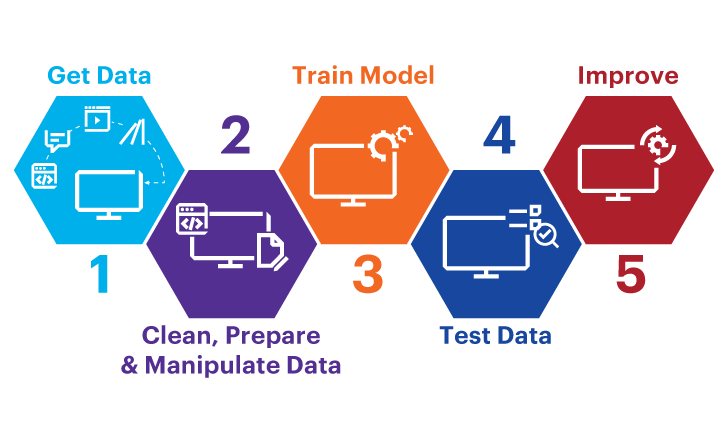 Get Data
1
2
Clean, Prepare
& Manipulate Data
Train Model
3
4
Test Data
Improve
5